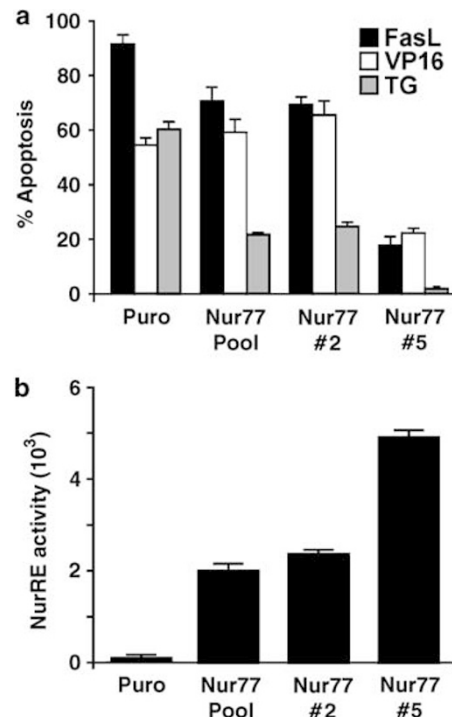 a
FasL
VP16
TG
% Apoptosis
100
80
60
40
20
0
Puro
Nur77
Pool
Nur77
#2
Nur77
#5
b
NurRE activity (10³)
6
4
2
0
Puro
Nur77
Pool
Nur77
#2
Nur77
#5